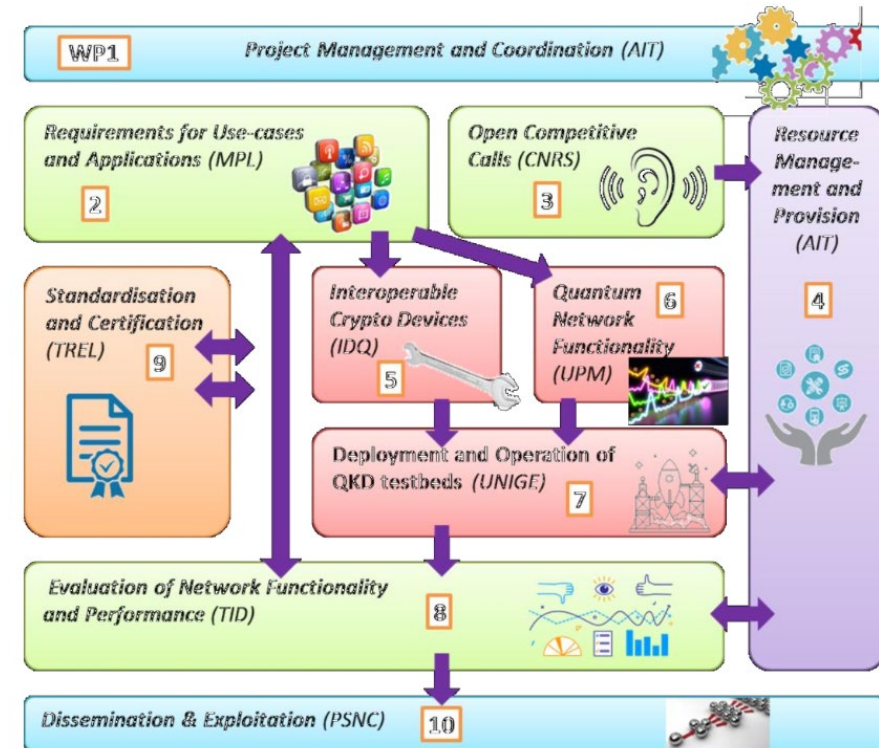 WP1
Project Management and Coordination (AIT)
Requirements for Use-cases
and Applications (MPL)
2
Open Competitive
Calls (CNRS)
3
Resource
Manage-
ment and
Provision
(AIT)
4
Standardisation
and Certification
(TREL)
9
Interoperable
Crypto Devices
(IDQ)
5
Quantum
Network
Functionality
(UPM)
6
Deployment and Operation of
QKD testbeds (UNIGE)
7
Evaluation of Network Functionality
and Performance (TID)
8
Dissemination & Exploitation (PSNC)
10